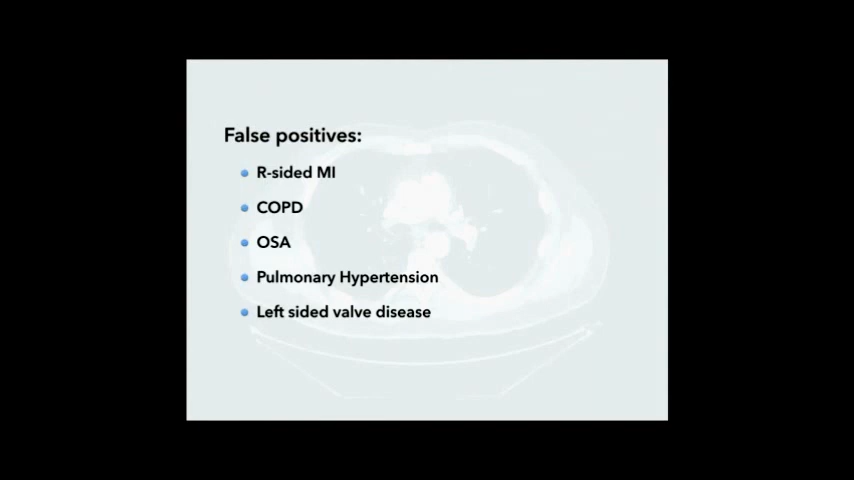 False positives:
R-sided MI
COPD
OSA
Pulmonary Hypertension
Left sided valve disease